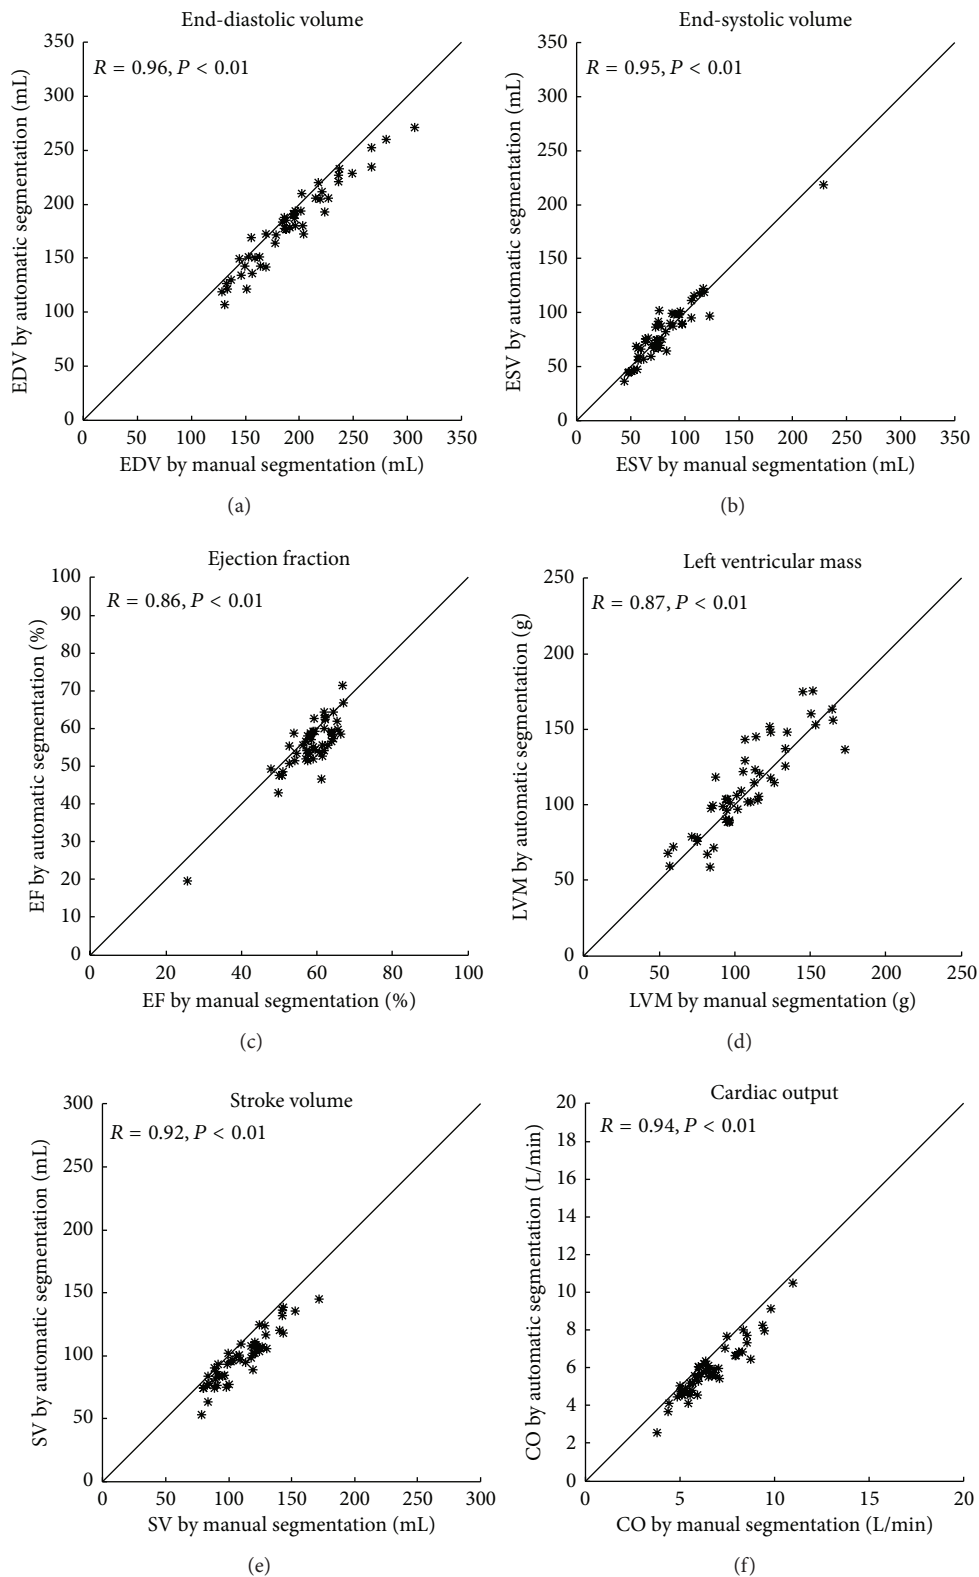 End-diastolic volume
R = 0.96, P < 0.01
EDV by automatic segmentation (mL)
350
300
250
200
150
100
50
0
0 50 100 150 200 250 300 350
EDV by manual segmentation (mL)
(a)
End-systolic volume
R = 0.95, P < 0.01
ESV by automatic segmentation (mL)
350
300
250
200
150
100
50
0
0 50 100 150 200 250 300 350
ESV by manual segmentation (mL)
(b)
Ejection fraction
R = 0.86, P < 0.01
EF by automatic segmentation (%)
100
90
80
70
60
50
40
30
20
10
0
0 20 40 60 80 100
EF by manual segmentation (%)
(c)
Left ventricular mass
R = 0.87, P < 0.01
LVM by automatic segmentation (g)
250
200
150
100
50
0
0 50 100 150 200 250
LVM by manual segmentation (g)
(d)
Stroke volume
R = 0.92, P < 0.01
SV by automatic segmentation (mL)
300
250
200
150
100
50
0
0 50 100 150 200 300
SV by manual segmentation (mL)
(e)
Cardiac output
R = 0.94, P < 0.01
CO by automatic segmentation (L/min)
20
18
16
14
12
10
8
6
4
2
0
0 5 10 15 20
CO by manual segmentation (L/min)
(f)